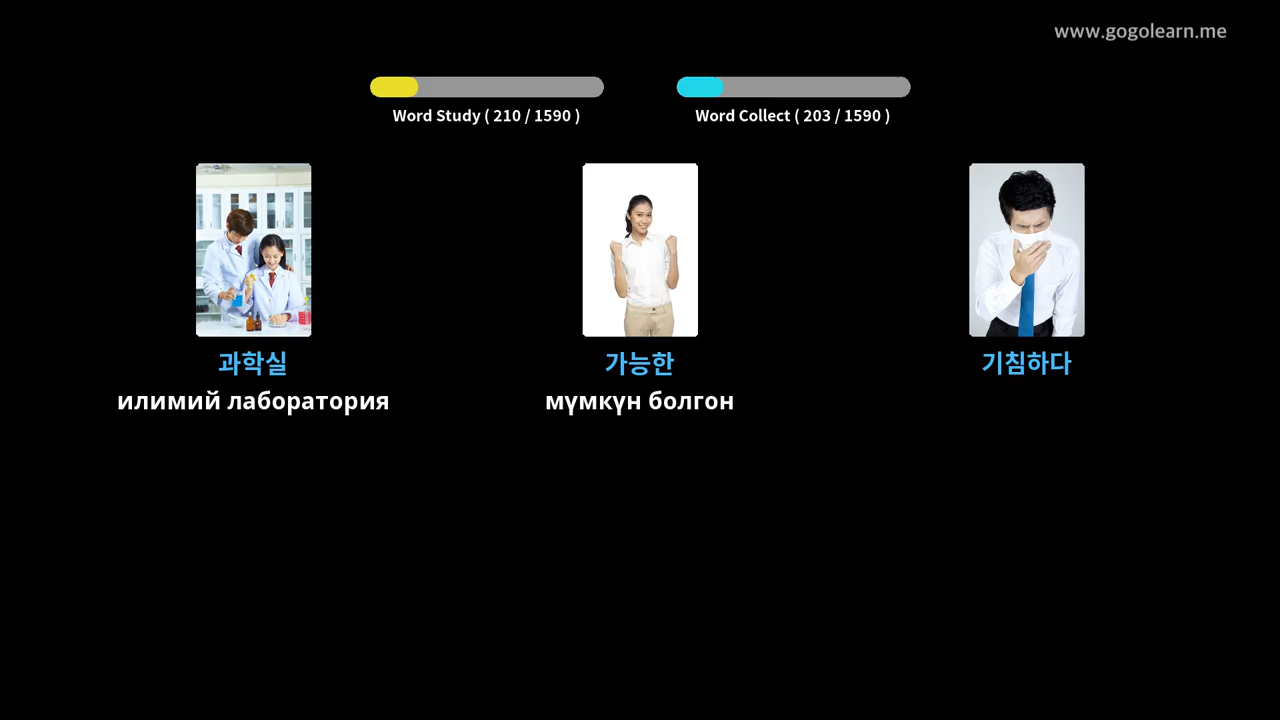 www.gogolearn.me
Word Study ( 210 / 1590 )
Word Collect ( 203 / 1590 )
과학실
가능한
기침하다
илимий лаборатория
мүмкүн болгон